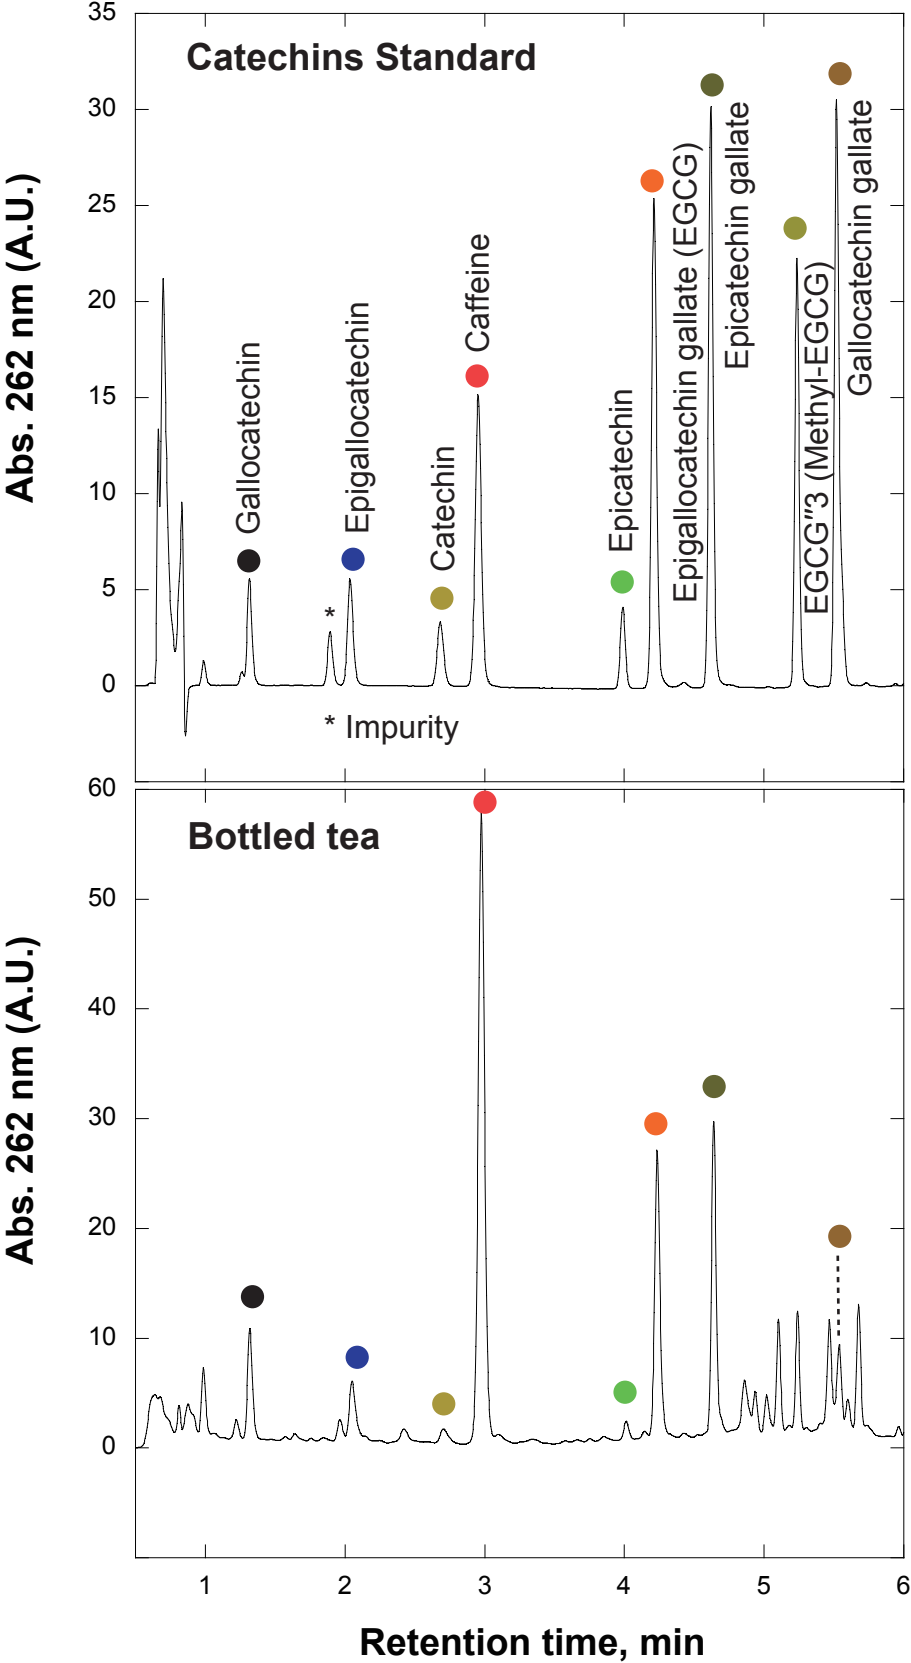 Catechins Standard
35
30
25
20
15
10
5
0
Abs. 262 nm (A.U.)
Gallocatechin
*
Epigallocatechin
Catechin
Caffeine
Epicatechin
Epigallocatechin gallate (EGCG)
Epicatechin gallate
EGCG"3 (Methyl-EGCG)
Gallocatechin gallate
* Impurity
Bottled tea
60
50
40
30
20
10
0
Abs. 262 nm (A.U.)
1 2 3 4 5 6
Retention time, min